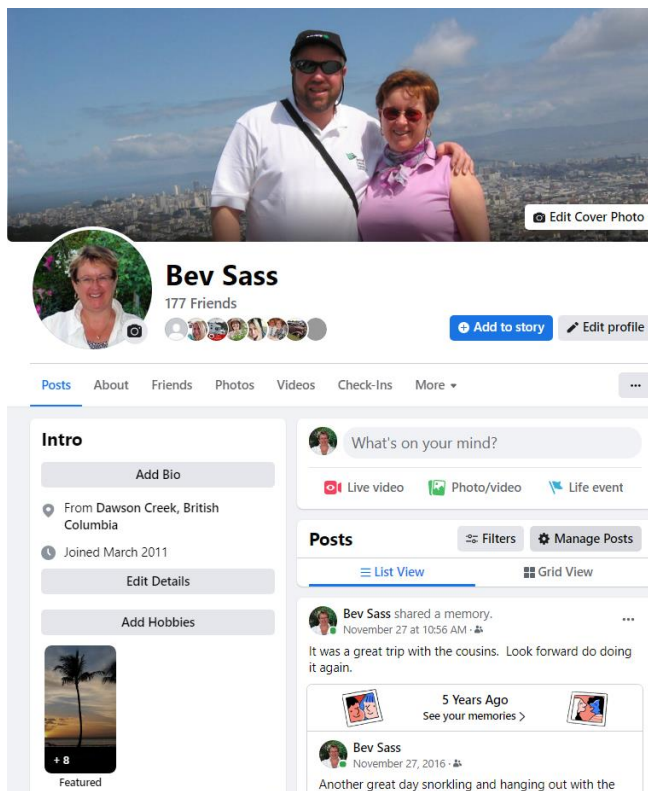 Edit Cover Photo
Bev Sass
177 Friends
Add to story
Edit profile
Posts
About
Friends
Photos
Videos
Check-Ins
More
Intro
Add Bio
From Dawson Creek, British
Columbia
Joined March 2011
Edit Details
Add Hobbies
+ 8
Featured
What's on your mind?
Live video
Photo/video
Life event
Posts
Filters
Manage Posts
List View
Grid View
Bev Sass shared a memory.
November 27 at 10:56 AM ·
It was a great trip with the cousins. Look forward do doing
it again.
5 Years Ago
See your memories >
Bev Sass
November 27, 2016 ·
Another great day snorkling and hanging out with the